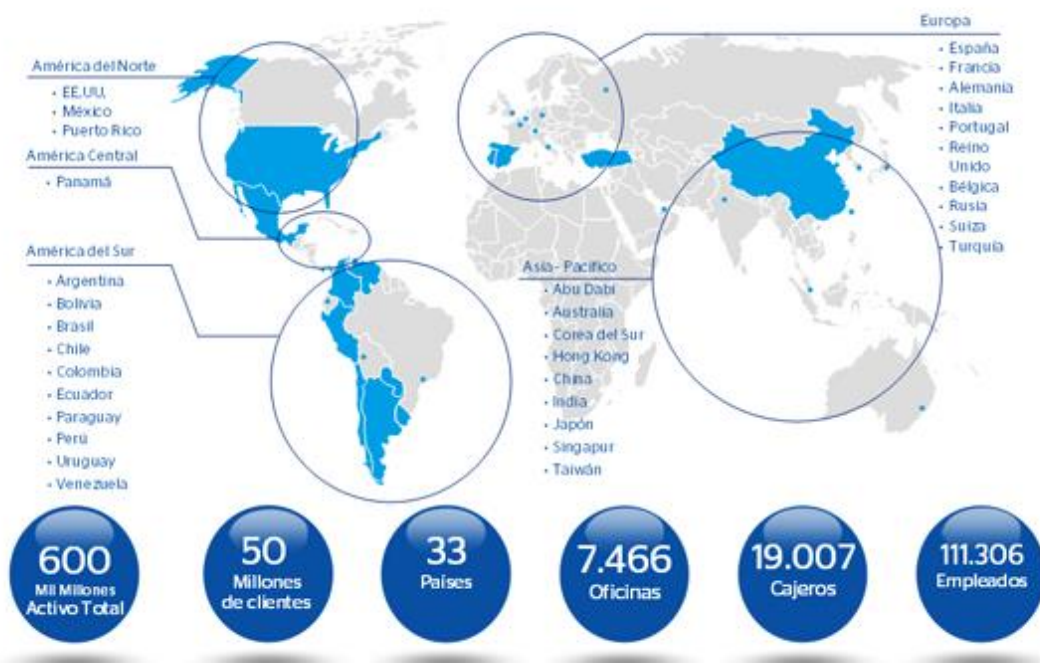 América del Norte
• EE,UU,
• México
• Puerto Rico
América Central
• Panamá
América del Sur
• Argentina
• Bolivia
• Brasil
• Chile
• Colombia
• Ecuador
• Paraguay
• Perú
• Uruguay
• Venezuela
Europa
• España
• Francia
• Alemania
• Italia
• Portugal
• Reino
Unido
• Bélgica
• Rusia
• Suiza
• Turquía
Asia - Pacífico
• Abu Dabi
• Australia
• Corea del Sur
• Hong Kong
• China
• India
• Japón
• Singapur
• Taiwán
600
Mil Millones
Activo Total
50
Millones
de clientes
33
Países
7.466
Oficinas
19.007
Cajeros
111.306
Empleados